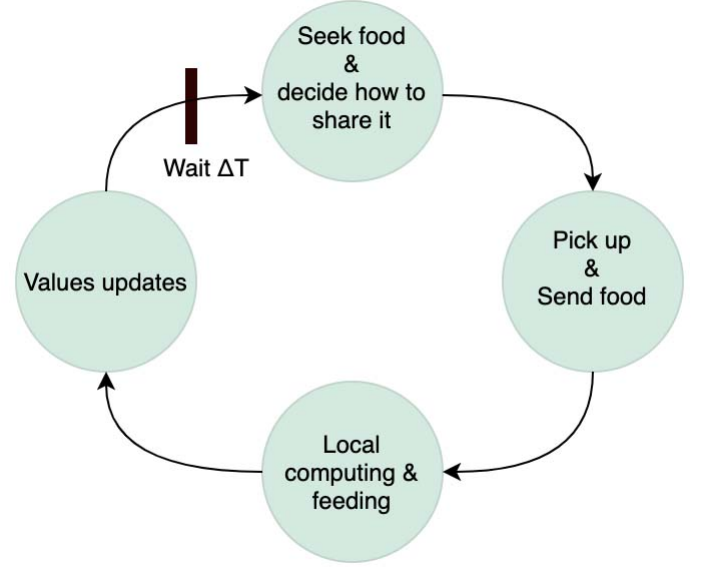 Seek food
&
decide how to
share it
Wait ΔT
Pick up
&
Send food
Values updates
Local
computing &
feeding